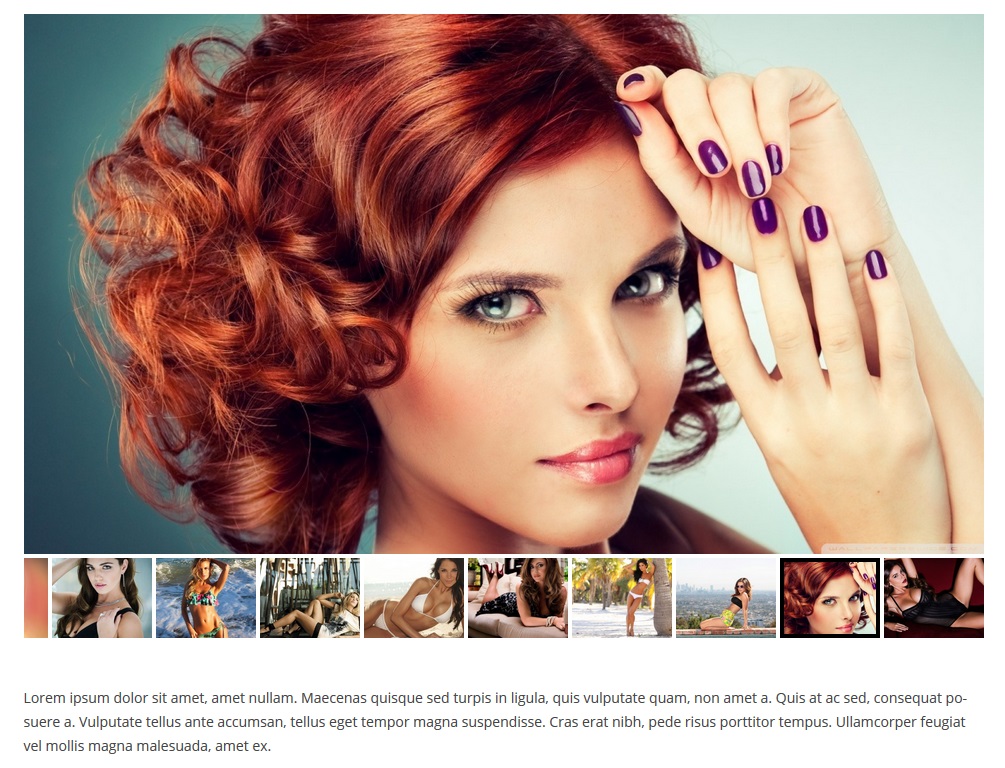 Lorem ipsum dolor sit amet, amet nullam. Maecenas quisque sed turpis in ligula, quis vulputate quam, non amet a. Quis at ac sed, consequat po-
suere a. Vulputate tellus ante accumsan, tellus eget tempor magna suspendisse. Cras erat nibh, pede risus porttitor tempus. Ullamcorper feugiat
vel mollis magna malesuada, amet ex.